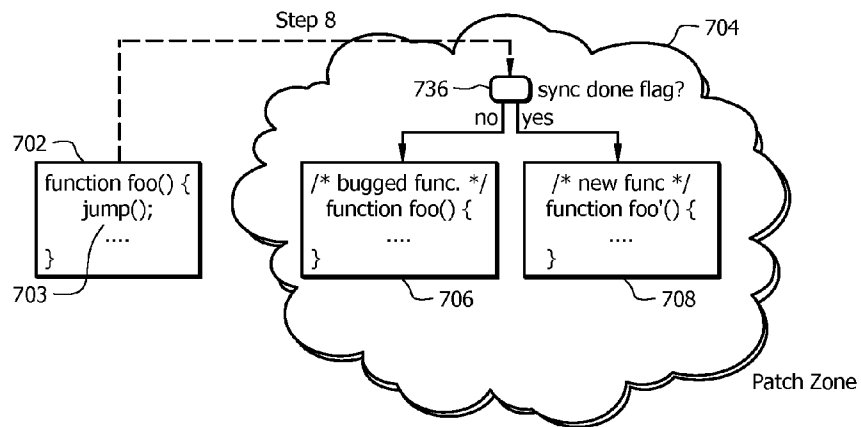 Step 8
704
736
sync done flag?
no
yes
702
function foo() {
jump();
....
}
703
/* bugged func. */
function foo() {
....
}
706
/* new func */
function foo'() {
....
}
708
Patch Zone